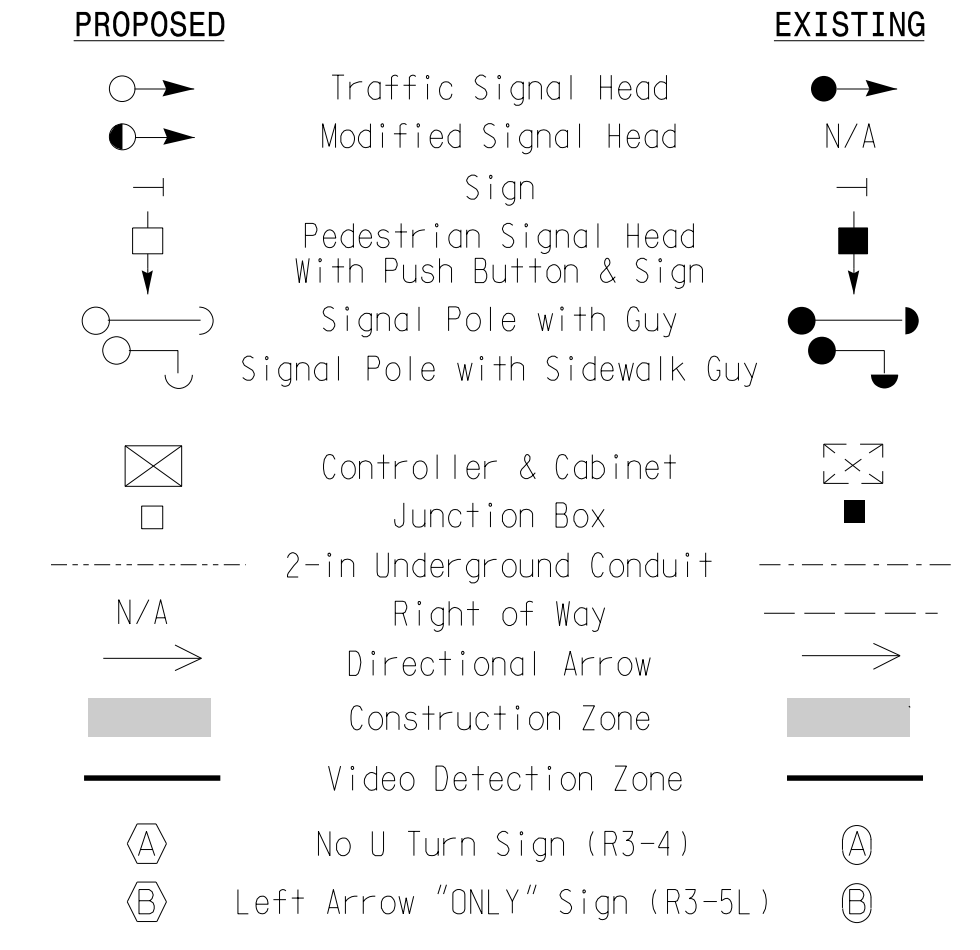 PROPOSED EXISTING
Traffic Signal Head
Modified Signal Head N/A
Sign
Pedestrian Signal Head
With Push Button & Sign
Signal Pole with Guy
Signal Pole with Sidewalk Guy
Controller & Cabinet
Junction Box
2-in Underground Conduit
N/A Right of Way
Directional Arrow
Construction Zone
Video Detection Zone
A No U Turn Sign (R3-4) A
B Left Arrow "ONLY" Sign (R3-5L) B